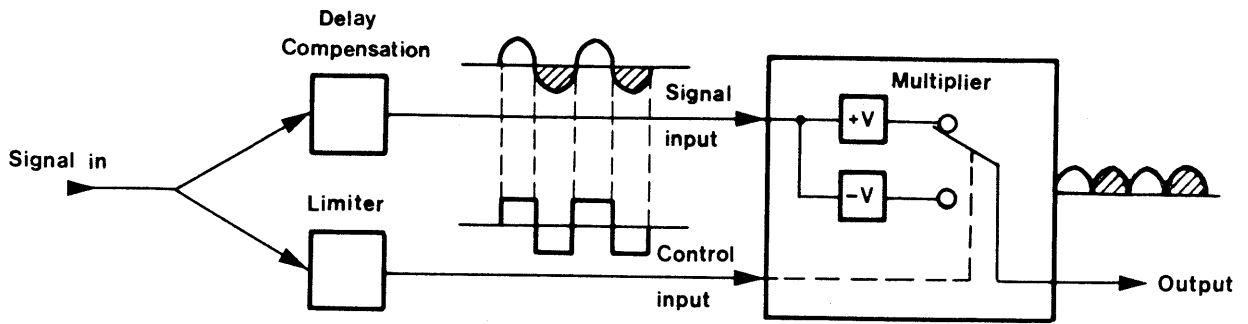 Delay
Compensation
Signal in
Limiter
Signal
input
Control
input
Multiplier
+V
−V
Output